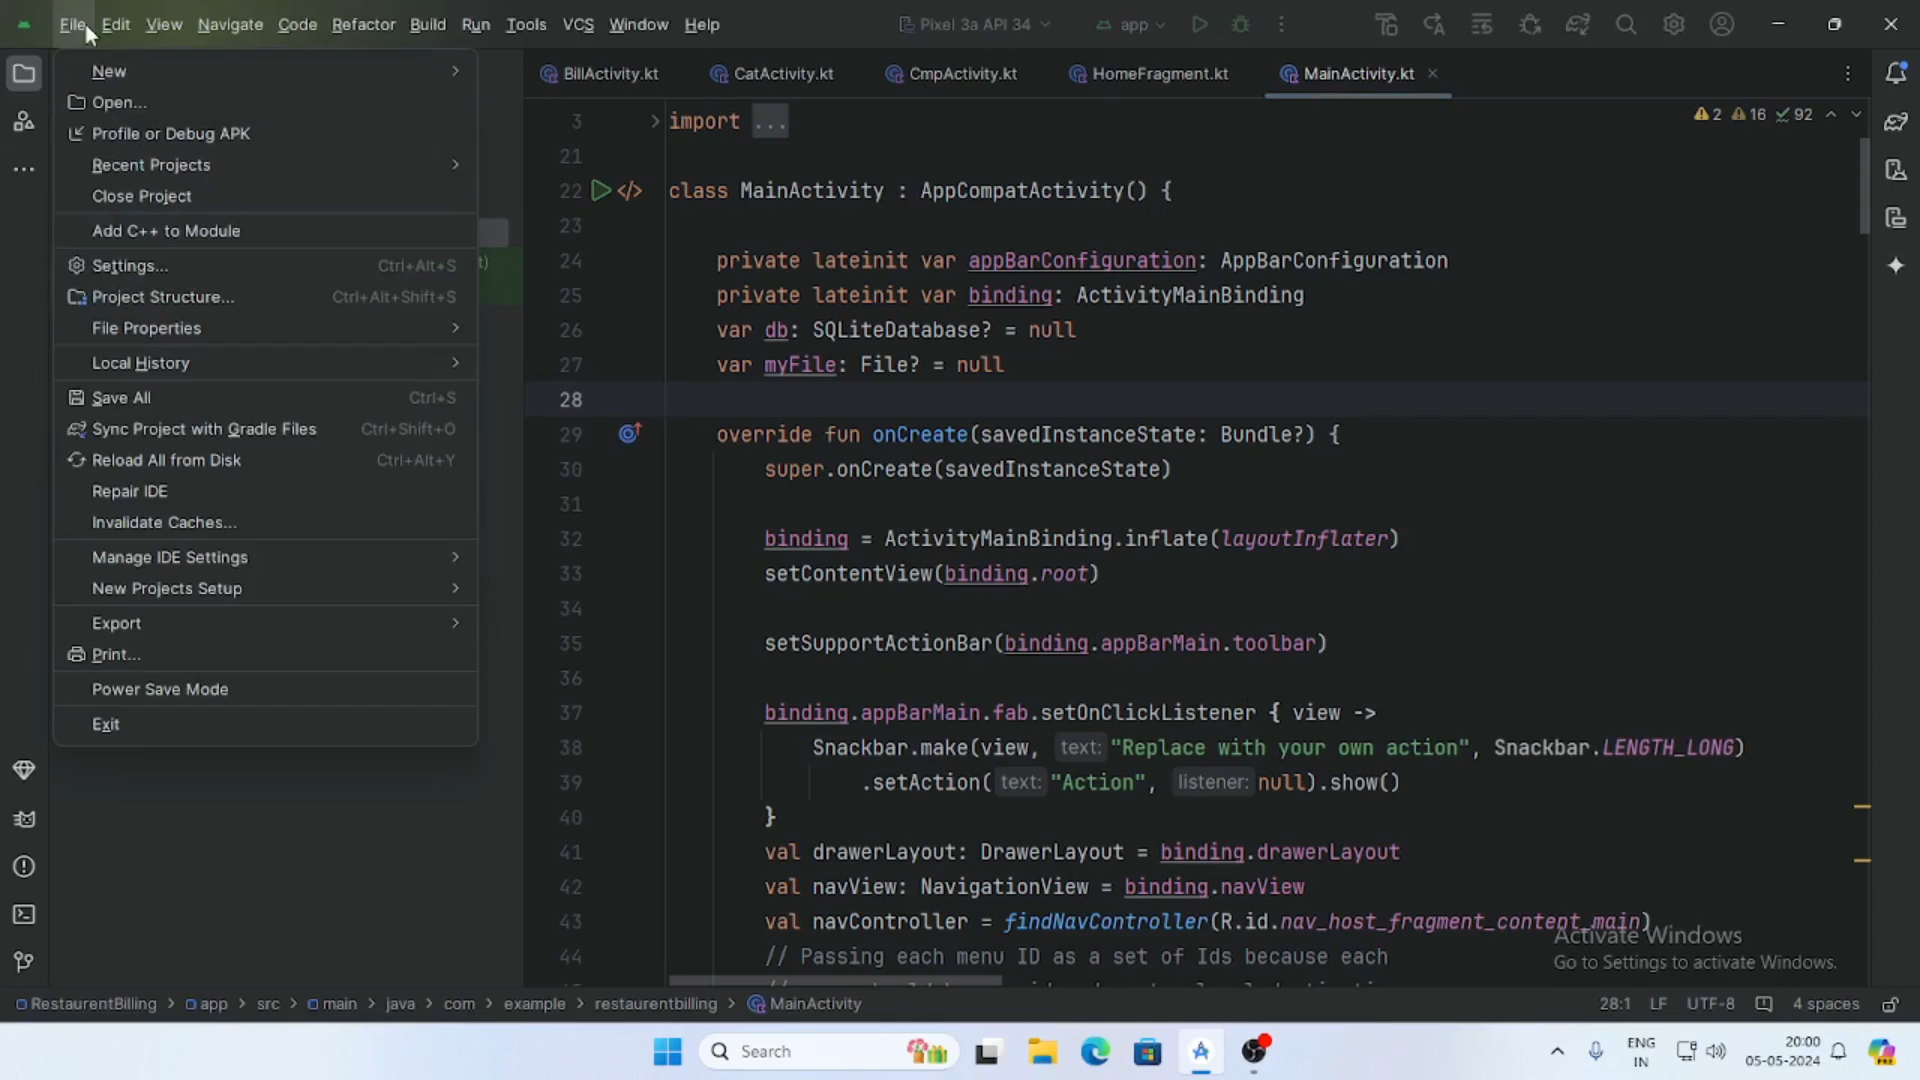 File Edit View Navigate Code Refactor Build Run Tools VCS Window Help Pixel 3a API 34 app
New
Open...
Profile or Debug APK
Recent Projects
Close Project
Add C++ to Module
Settings... Ctrl+Alt+S
Project Structure... Ctrl+Alt+Shift+S
File Properties
Local History
Save All Ctrl+S
Sync Project with Gradle Files Ctrl+Shift+O
Reload All from Disk Ctrl+Alt+Y
Repair IDE
Invalidate Caches...
Manage IDE Settings
New Projects Setup
Export
Print...
Power Save Mode
Exit
t)
BillActivity.kt CatActivity.kt CmpActivity.kt HomeFragment.kt MainActivity.kt
2 16 92
3 import ...
21
22 class MainActivity : AppCompatActivity() {
23
24 private lateinit var appBarConfiguration: AppBarConfiguration
25 private lateinit var binding: ActivityMainBinding
26 var db: SQLiteDatabase? = null
27 var myFile: File? = null
28
29 override fun onCreate(savedInstanceState: Bundle?) {
30 super.onCreate(savedInstanceState)
31
32 binding = ActivityMainBinding.inflate(layoutInflater)
33 setContentView(binding.root)
34
35 setSupportActionBar(binding.appBarMain.toolbar)
36
37 binding.appBarMain.fab.setOnClickListener { view ->
38 Snackbar.make(view, text: "Replace with your own action", Snackbar.LENGTH_LONG)
39 .setAction( text: "Action", listener: null).show()
40 }
41 val drawerLayout: DrawerLayout = binding.drawerLayout
42 val navView: NavigationView = binding.navView
43 val navController = findNavController(R.id.nav_host_fragment_content_main)
44 // Passing each menu ID as a set of Ids because each
Activate Windows
Go to Settings to activate Windows.
RestaurentBilling > app > src > main > java > com > example > restaurentbilling > MainActivity 28:1 LF UTF-8 4 spaces
Search
ENG
IN
20:00
05-05-2024
PRE